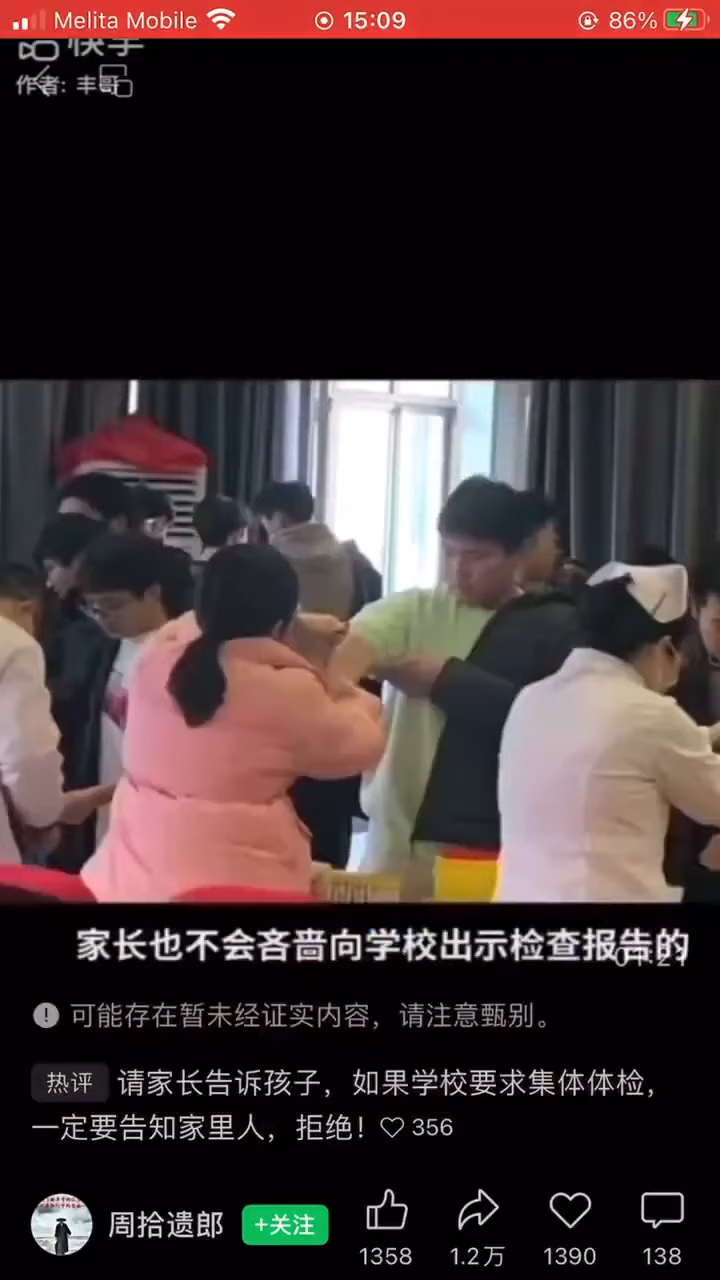 Melita Mobile 15:09 86%
快手
作者: 丰哥
家长也不会吝啬向学校出示检查报告的
01:21
可能存在暂未经证实内容，请注意甄别。
热评 请家长告诉孩子，如果学校要求集体体检，
一定要告知家里人，拒绝！ 356
周拾遗郎 +关注
1358 1.2万 1390 138